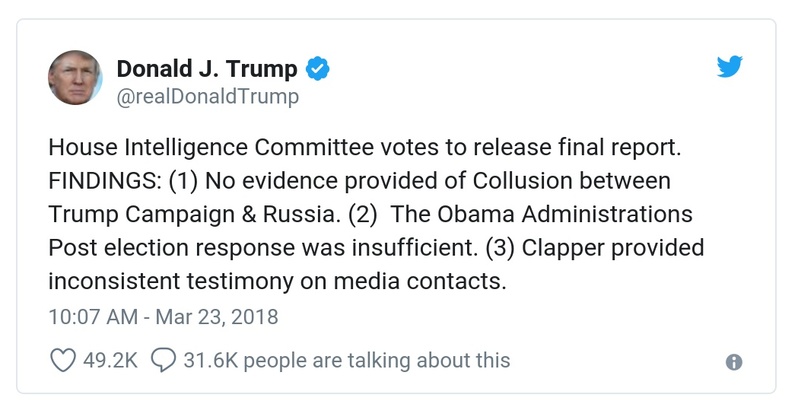 Donald J. Trump
@realDonaldTrump
House Intelligence Committee votes to release final report.
FINDINGS: (1) No evidence provided of Collusion between
Trump Campaign & Russia. (2)  The Obama Administrations
Post election response was insufficient. (3) Clapper provided
inconsistent testimony on media contacts.
10:07 AM - Mar 23, 2018
49.2K 31.6K people are talking about this